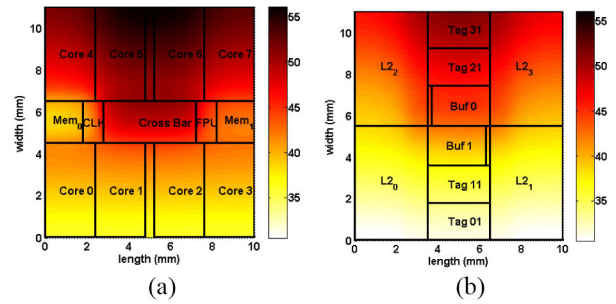 10
8
6
4
2
0
width (mm)
Core 4
Core 5
Core 6
Core 7
Mem0
CLK
Cross Bar
FPU
Mem1
Core 0
Core 1
Core 2
Core 3
0 2 4 6 8 10
length (mm)
55
50
45
40
35
(a)
10
8
6
4
2
0
width (mm)
Tag 31
L22
Tag 21
L23
Buf 0
Buf 1
L20
Tag 11
L21
Tag 01
0 2 4 6 8 10
length (mm)
55
50
45
40
35
(b)